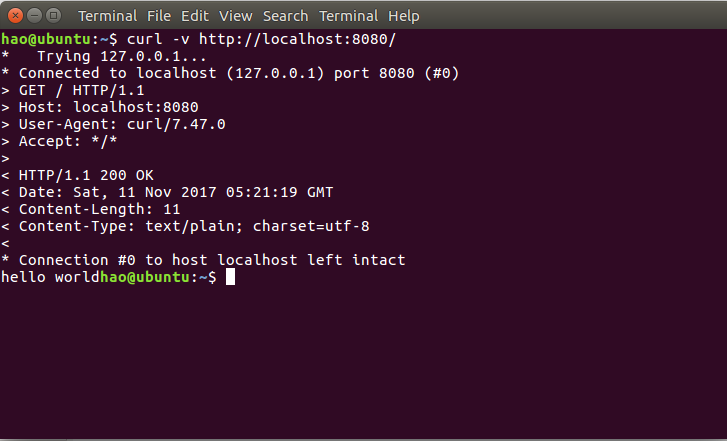 Terminal File Edit View Search Terminal Help
hao@ubuntu:~$ curl -v http://localhost:8080/
*   Trying 127.0.0.1...
* Connected to localhost (127.0.0.1) port 8080 (#0)
> GET / HTTP/1.1
> Host: localhost:8080
> User-Agent: curl/7.47.0
> Accept: */*
>
< HTTP/1.1 200 OK
< Date: Sat, 11 Nov 2017 05:21:19 GMT
< Content-Length: 11
< Content-Type: text/plain; charset=utf-8
<
* Connection #0 to host localhost left intact
hello worldhao@ubuntu:~$